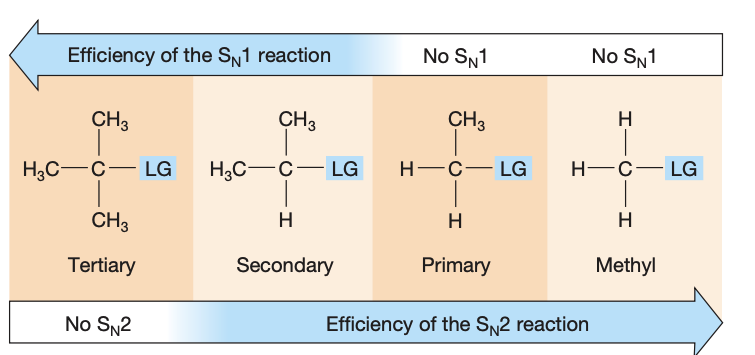 Efficiency of the SN1 reaction No SN1 No SN1
CH3 CH3 CH3 H
H3C C LG H3C C LG H C LG H C LG
CH3 H H H
Tertiary Secondary Primary Methyl
No SN2 Efficiency of the SN2 reaction